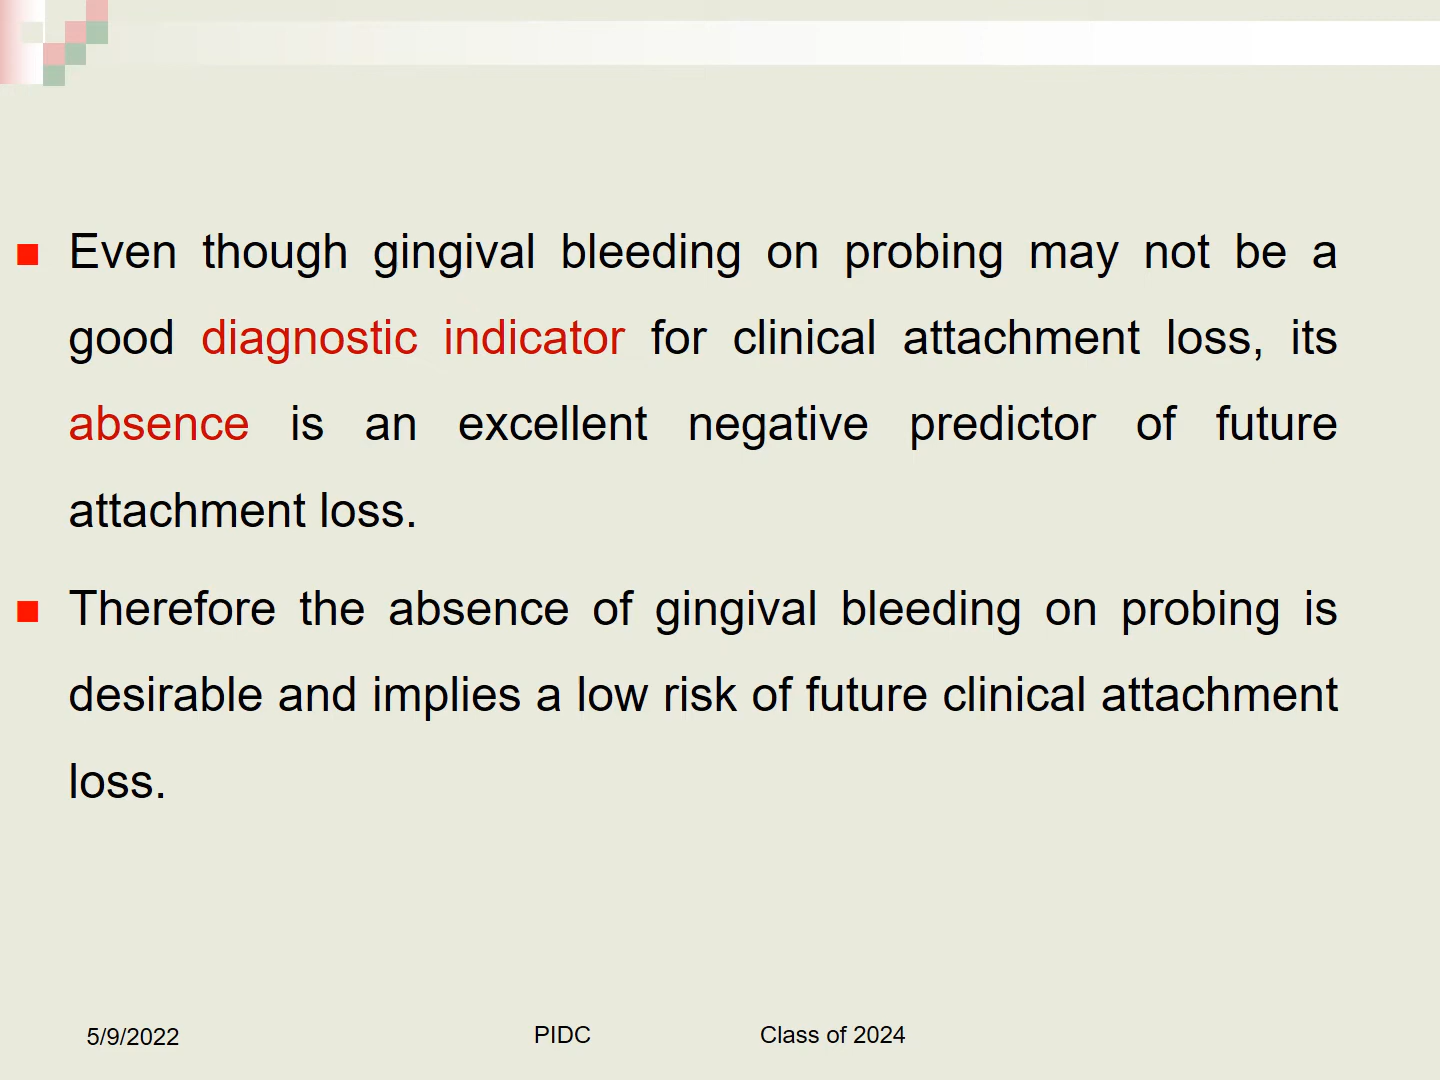 Even though gingival bleeding on probing may not be a
good diagnostic indicator for clinical attachment loss, its
absence is an excellent negative predictor of future
attachment loss.
Therefore the absence of gingival bleeding on probing is
desirable and implies a low risk of future clinical attachment
loss.
5/9/2022 PIDC Class of 2024